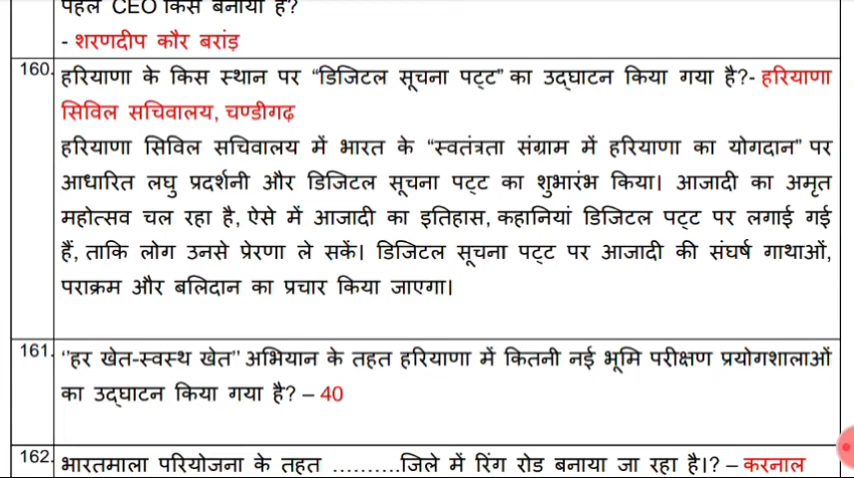 पहले CEO किसे बनाया है?
- शरणदीप कौर बरांड़
160. हरियाणा के किस स्थान पर “डिजिटल सूचना पट्ट” का उद्घाटन किया गया है?- हरियाणा
सिविल सचिवालय, चण्डीगढ़
हरियाणा सिविल सचिवालय में भारत के “स्वतंत्रता संग्राम में हरियाणा का योगदान” पर
आधारित लघु प्रदर्शनी और डिजिटल सूचना पट्ट का शुभारंभ किया। आजादी का अमृत
महोत्सव चल रहा है, ऐसे में आजादी का इतिहास, कहानियां डिजिटल पट्ट पर लगाई गई
हैं, ताकि लोग उनसे प्रेरणा ले सकें। डिजिटल सूचना पट्ट पर आजादी की संघर्ष गाथाओं,
पराक्रम और बलिदान का प्रचार किया जाएगा।
161. ''हर खेत-स्वस्थ खेत'' अभियान के तहत हरियाणा में कितनी नई भूमि परीक्षण प्रयोगशालाओं
का उद्घाटन किया गया है? – 40
162. भारतमाला परियोजना के तहत ..........जिले में रिंग रोड बनाया जा रहा है।? – करनाल